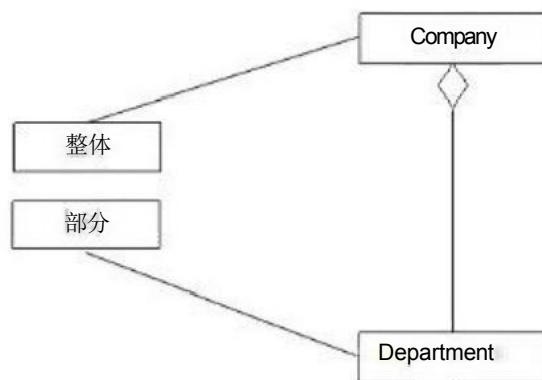 Company
整体
部分
Department